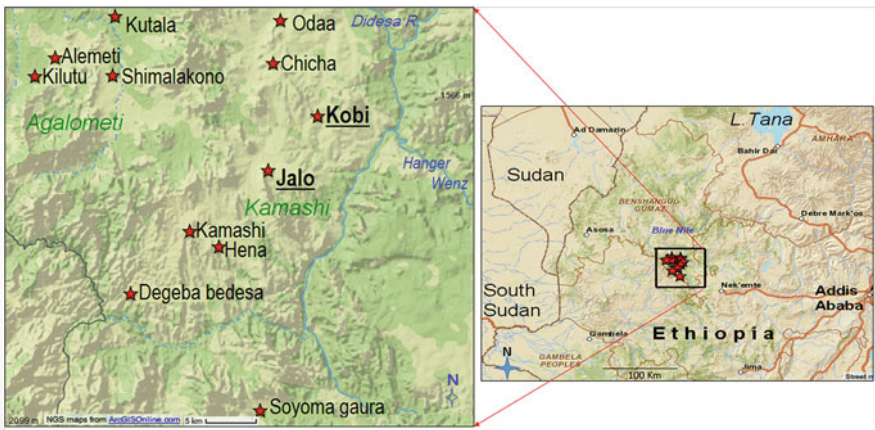 Kutala
Odaa
Didesa R.
Alemeti
Chicha
Kilutu
Shimalakono
1566 m
Kobi
Agalometi
Hanger
Wenz
Jalo
Kamashi
Kamashi
Hena
Degeba bedesa
N
Soyoma gaura
2099 m
NGS maps from ArcGISOnline.com
5 km
L.Tana
Ad Damazin
AMHARA
Bahir Dar
Sudan
BENSHANGUL
GUMAZ
Debre Mark'os
Asosa
Blue Nile
Nek'emte
South
Sudan
Addis
Ababa
Gambela
Ethiopia
N
GAMBELA
PEOPLES
100 Km
Jima
Street m